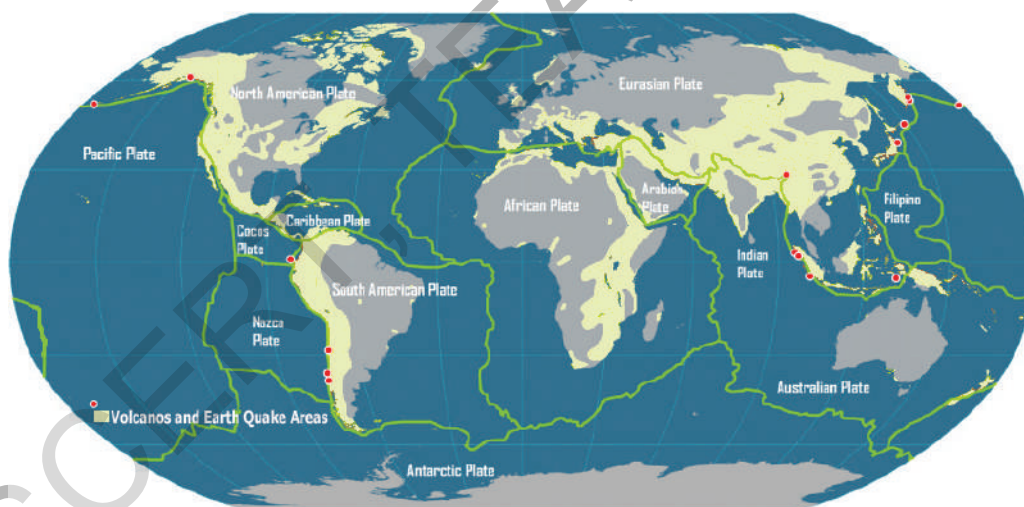 North American Plate
Eurasian Plate
Pacific Plate
African Plate
Arabian
Plate
Filipino
Plate
Caribbean Plate
Cocos
Plate
Indian
Plate
South American Plate
Nazca
Plate
Australian Plate
Volcanos and Earth Quake Areas
Antarctic Plate